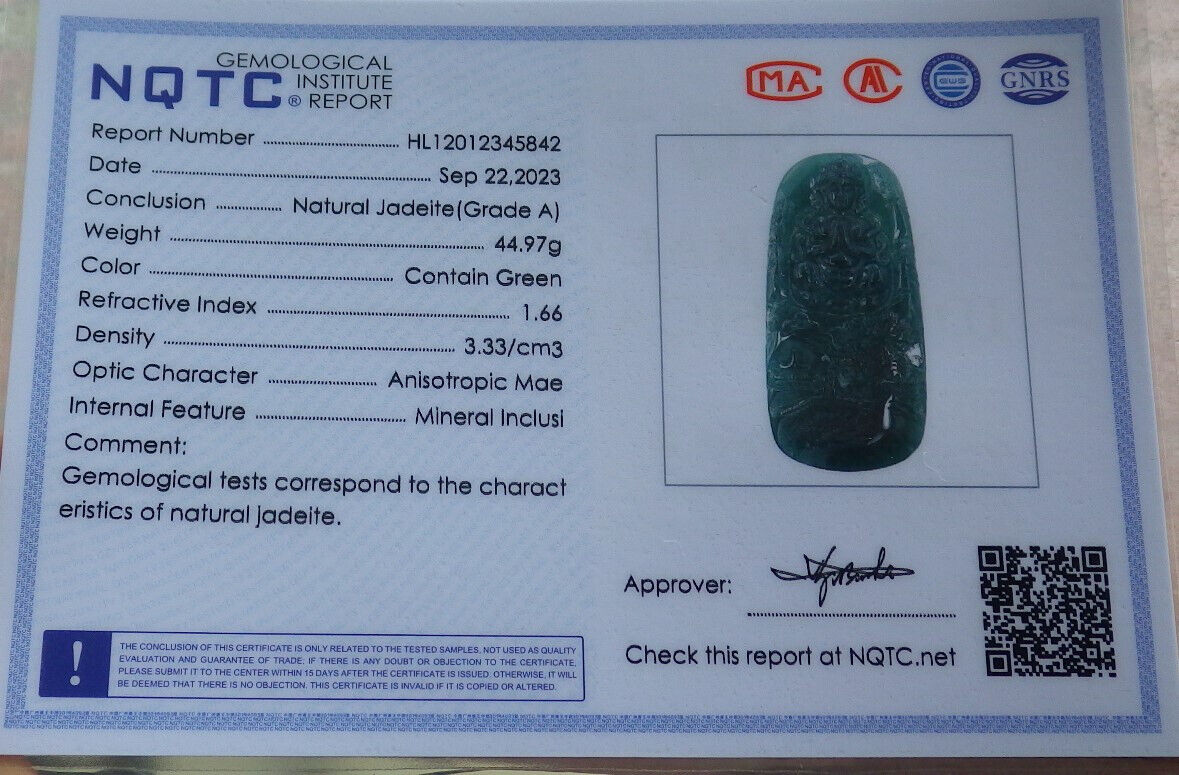 NQTC® GEMOLOGICAL INSTITUTE REPORT
MA
GNRS
Report Number HL12012345842
Date Sep 22,2023
Conclusion Natural Jadeite(Grade A)
Weight 44.97g
Color Contain Green
Refractive Index 1.66
Density 3.33/cm3
Optic Character Anisotropic Mae
Internal Feature Mineral Inclusi
Comment:
Gemological tests correspond to the charact
eristics of natural jadeite.
Approver:
Check this report at NQTC.net
!
THE CONCLUSION OF THIS CERTIFICATE IS ONLY RELATED TO THE TESTED SAMPLES, NOT USED AS QUALITY
EVALUATION AND GUARANTEE OF TRADE, IF THERE IS ANY DOUBT OR OBJECTION TO THE CERTIFICATE,
PLEASE SUBMIT IT TO THE CENTER WITHIN 15 DAYS AFTER THE CERTIFICATE IS ISSUED. OTHERWISE, IT WILL
BE DEEMED THAT THERE IS NO OBJECTION. THIS CERTIFICATE IS INVALID IF IT IS COPIED OR ALTERED.